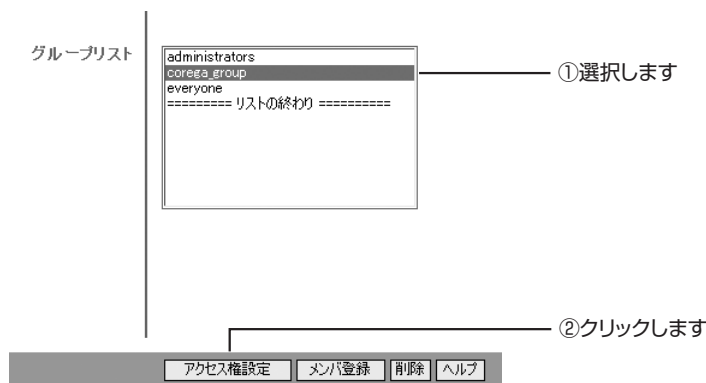 グループリスト
administrators
corega_group
everyone
========= リストの終わり ==========
①選択します
②クリックします
アクセス権設定 メンバ登録 削除 ヘルプ